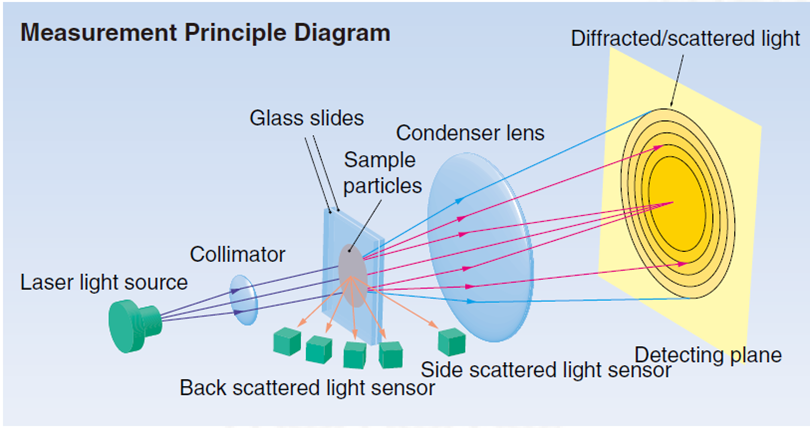 Measurement Principle Diagram
Diffracted/scattered light
Glass slides
Condenser lens
Sample
particles
Collimator
Laser light source
Detecting plane
Side scattered light sensor
Back scattered light sensor